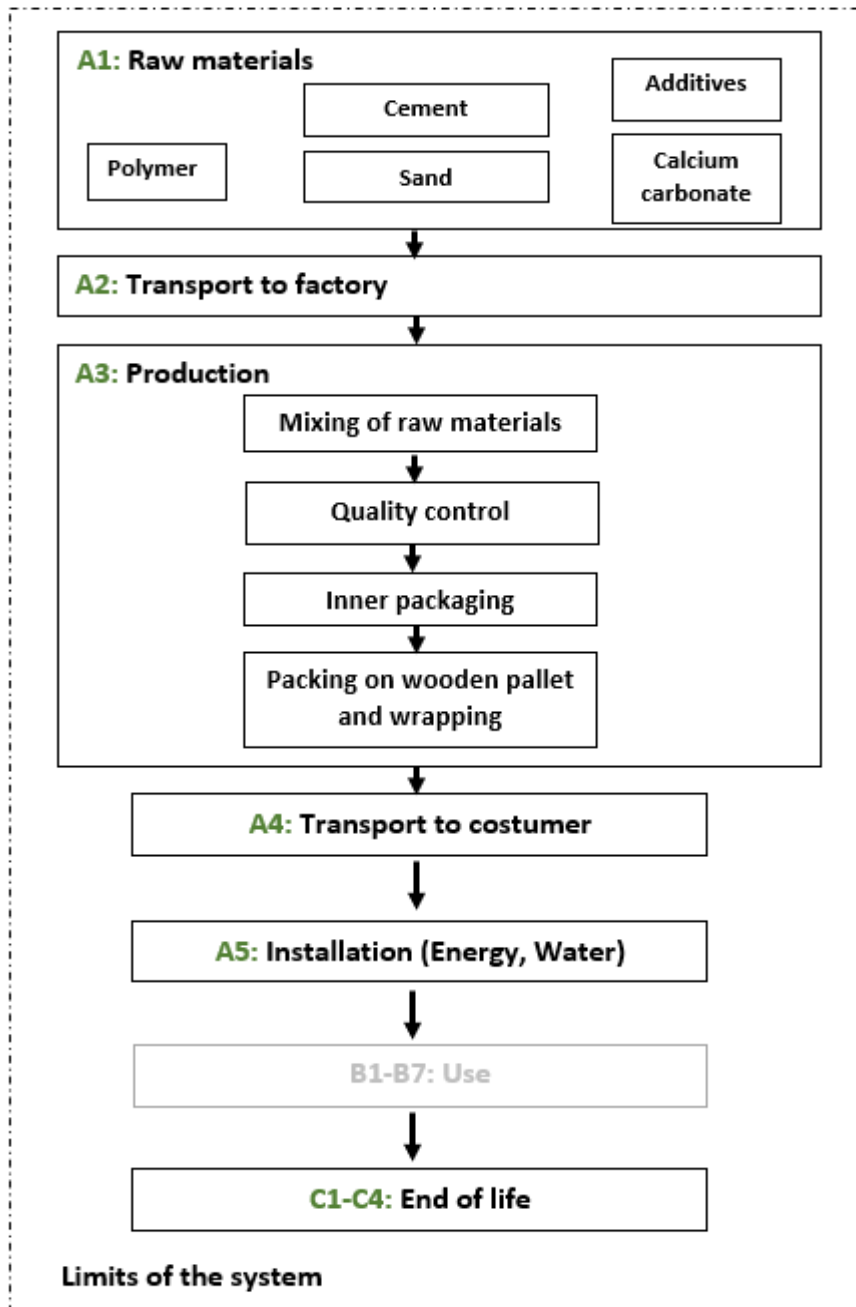 A1: Raw materials
Polymer
Cement
Sand
Additives
Calcium
carbonate
A2: Transport to factory
A3: Production
Mixing of raw materials
Quality control
Inner packaging
Packing on wooden pallet
and wrapping
A4: Transport to costumer
A5: Installation (Energy, Water)
B1-B7: Use
C1-C4: End of life
Limits of the system